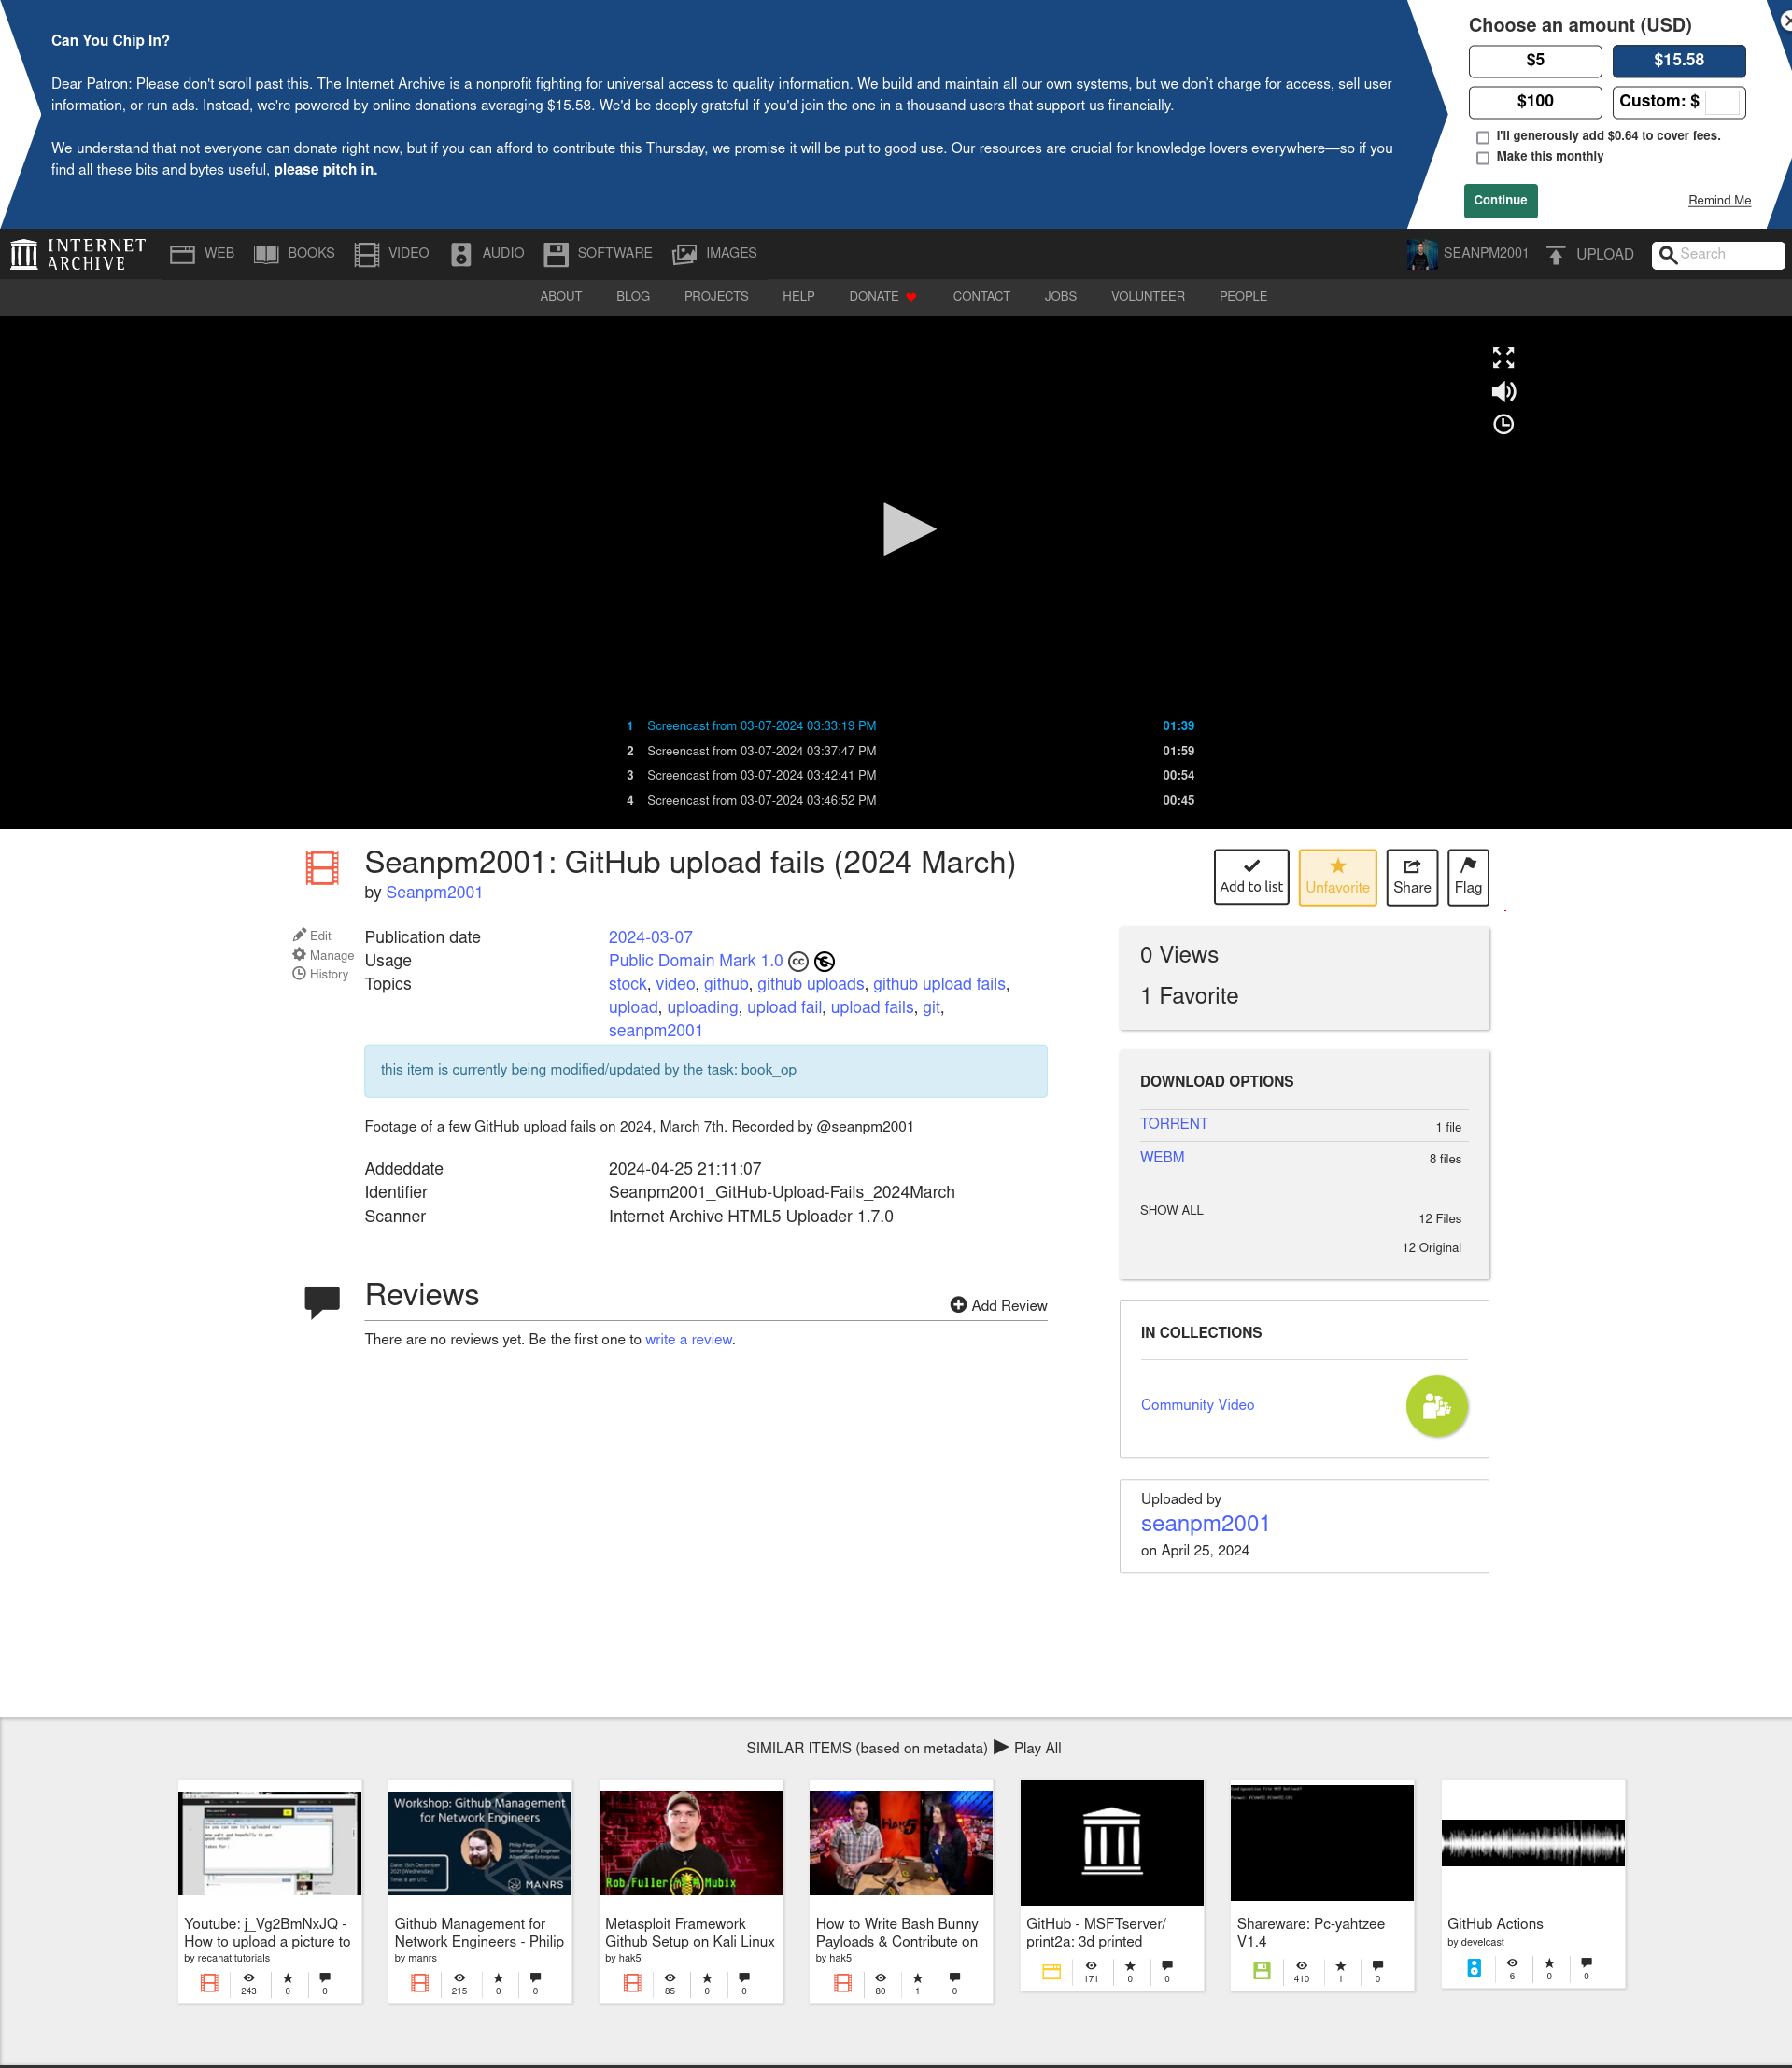 Can You Chip In?
Dear Patron: Please don't scroll past this. The Internet Archive is a nonprofit fighting for universal access to quality information. We build and maintain all our own systems, but we don’t charge for access, sell user
information, or run ads. Instead, we're powered by online donations averaging $15.58. We'd be deeply grateful if you'd join the one in a thousand users that support us financially.
We understand that not everyone can donate right now, but if you can afford to contribute this Thursday, we promise it will be put to good use. Our resources are crucial for knowledge lovers everywhere—so if you
find all these bits and bytes useful, please pitch in.
Choose an amount (USD)
$5
$15.58
$100
Custom: $
I'll generously add $0.64 to cover fees.
Make this monthly
Continue
Remind Me
INTERNET
ARCHIVE
WEB
BOOKS
VIDEO
AUDIO
SOFTWARE
IMAGES
SEANPM2001
UPLOAD
Search
ABOUT
BLOG
PROJECTS
HELP
DONATE
CONTACT
JOBS
VOLUNTEER
PEOPLE
1 Screencast from 03-07-2024 03:33:19 PM 01:39
2 Screencast from 03-07-2024 03:37:47 PM 01:59
3 Screencast from 03-07-2024 03:42:41 PM 00:54
4 Screencast from 03-07-2024 03:46:52 PM 00:45
Seanpm2001: GitHub upload fails (2024 March)
by Seanpm2001
Add to list
Unfavorite
Share
Flag
Edit
Manage
History
Publication date 2024-03-07
Usage Public Domain Mark 1.0
Topics stock, video, github, github uploads, github upload fails,
upload, uploading, upload fail, upload fails, git,
seanpm2001
this item is currently being modified/updated by the task: book_op
Footage of a few GitHub upload fails on 2024, March 7th. Recorded by @seanpm2001
Addeddate 2024-04-25 21:11:07
Identifier Seanpm2001_GitHub-Upload-Fails_2024March
Scanner Internet Archive HTML5 Uploader 1.7.0
Reviews
Add Review
There are no reviews yet. Be the first one to write a review.
0 Views
1 Favorite
DOWNLOAD OPTIONS
TORRENT 1 file
WEBM 8 files
SHOW ALL
12 Files
12 Original
IN COLLECTIONS
Community Video
Uploaded by
seanpm2001
on April 25, 2024
SIMILAR ITEMS (based on metadata) Play All
Youtube: j_Vg2BmNxJQ -
How to upload a picture to
by recanatitutorials
243 0 0
Workshop: Github Management
for Network Engineers
MANRS
Github Management for
Network Engineers - Philip
by manrs
215 0 0
Rob Fuller Mubix
Metasploit Framework
Github Setup on Kali Linux
by hak5
85 0 0
HAK5
How to Write Bash Bunny
Payloads & Contribute on
by hak5
80 1 0
GitHub - MSFTserver/
print2a: 3d printed
171 0 0
Shareware: Pc-yahtzee
V1.4
410 1 0
GitHub Actions
by develcast
6 0 0